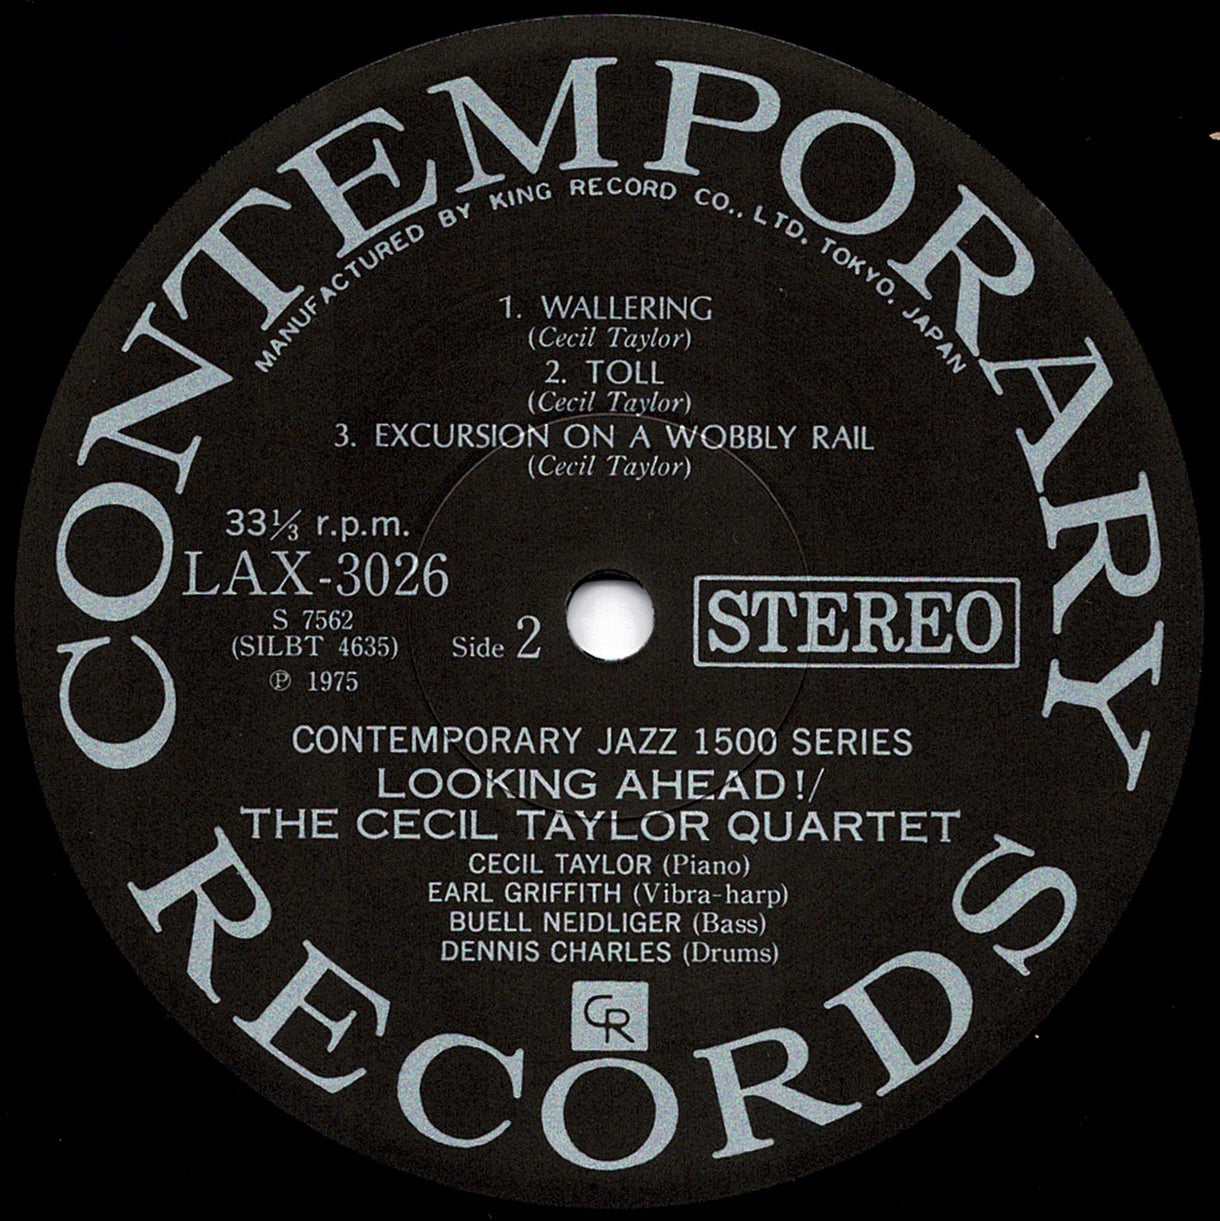 CONTEMPORARY
MANUFACTURED BY KING RECORD CO., LTD. TOKYO. JAPAN
1. WALLERING
(Cecil Taylor)
2. TOLL
(Cecil Taylor)
3. EXCURSION ON A WOBBLY RAIL
(Cecil Taylor)
33⅓ r.p.m.
LAX-3026
S 7562
(SILBT 4635)
℗ 1975
Side 2
STEREO
CONTEMPORARY JAZZ 1500 SERIES
LOOKING AHEAD!/
THE CECIL TAYLOR QUARTET
CECIL TAYLOR (Piano)
EARL GRIFFITH (Vibra-harp)
BUELL NEIDLIGER (Bass)
DENNIS CHARLES (Drums)
CR
RECORDS